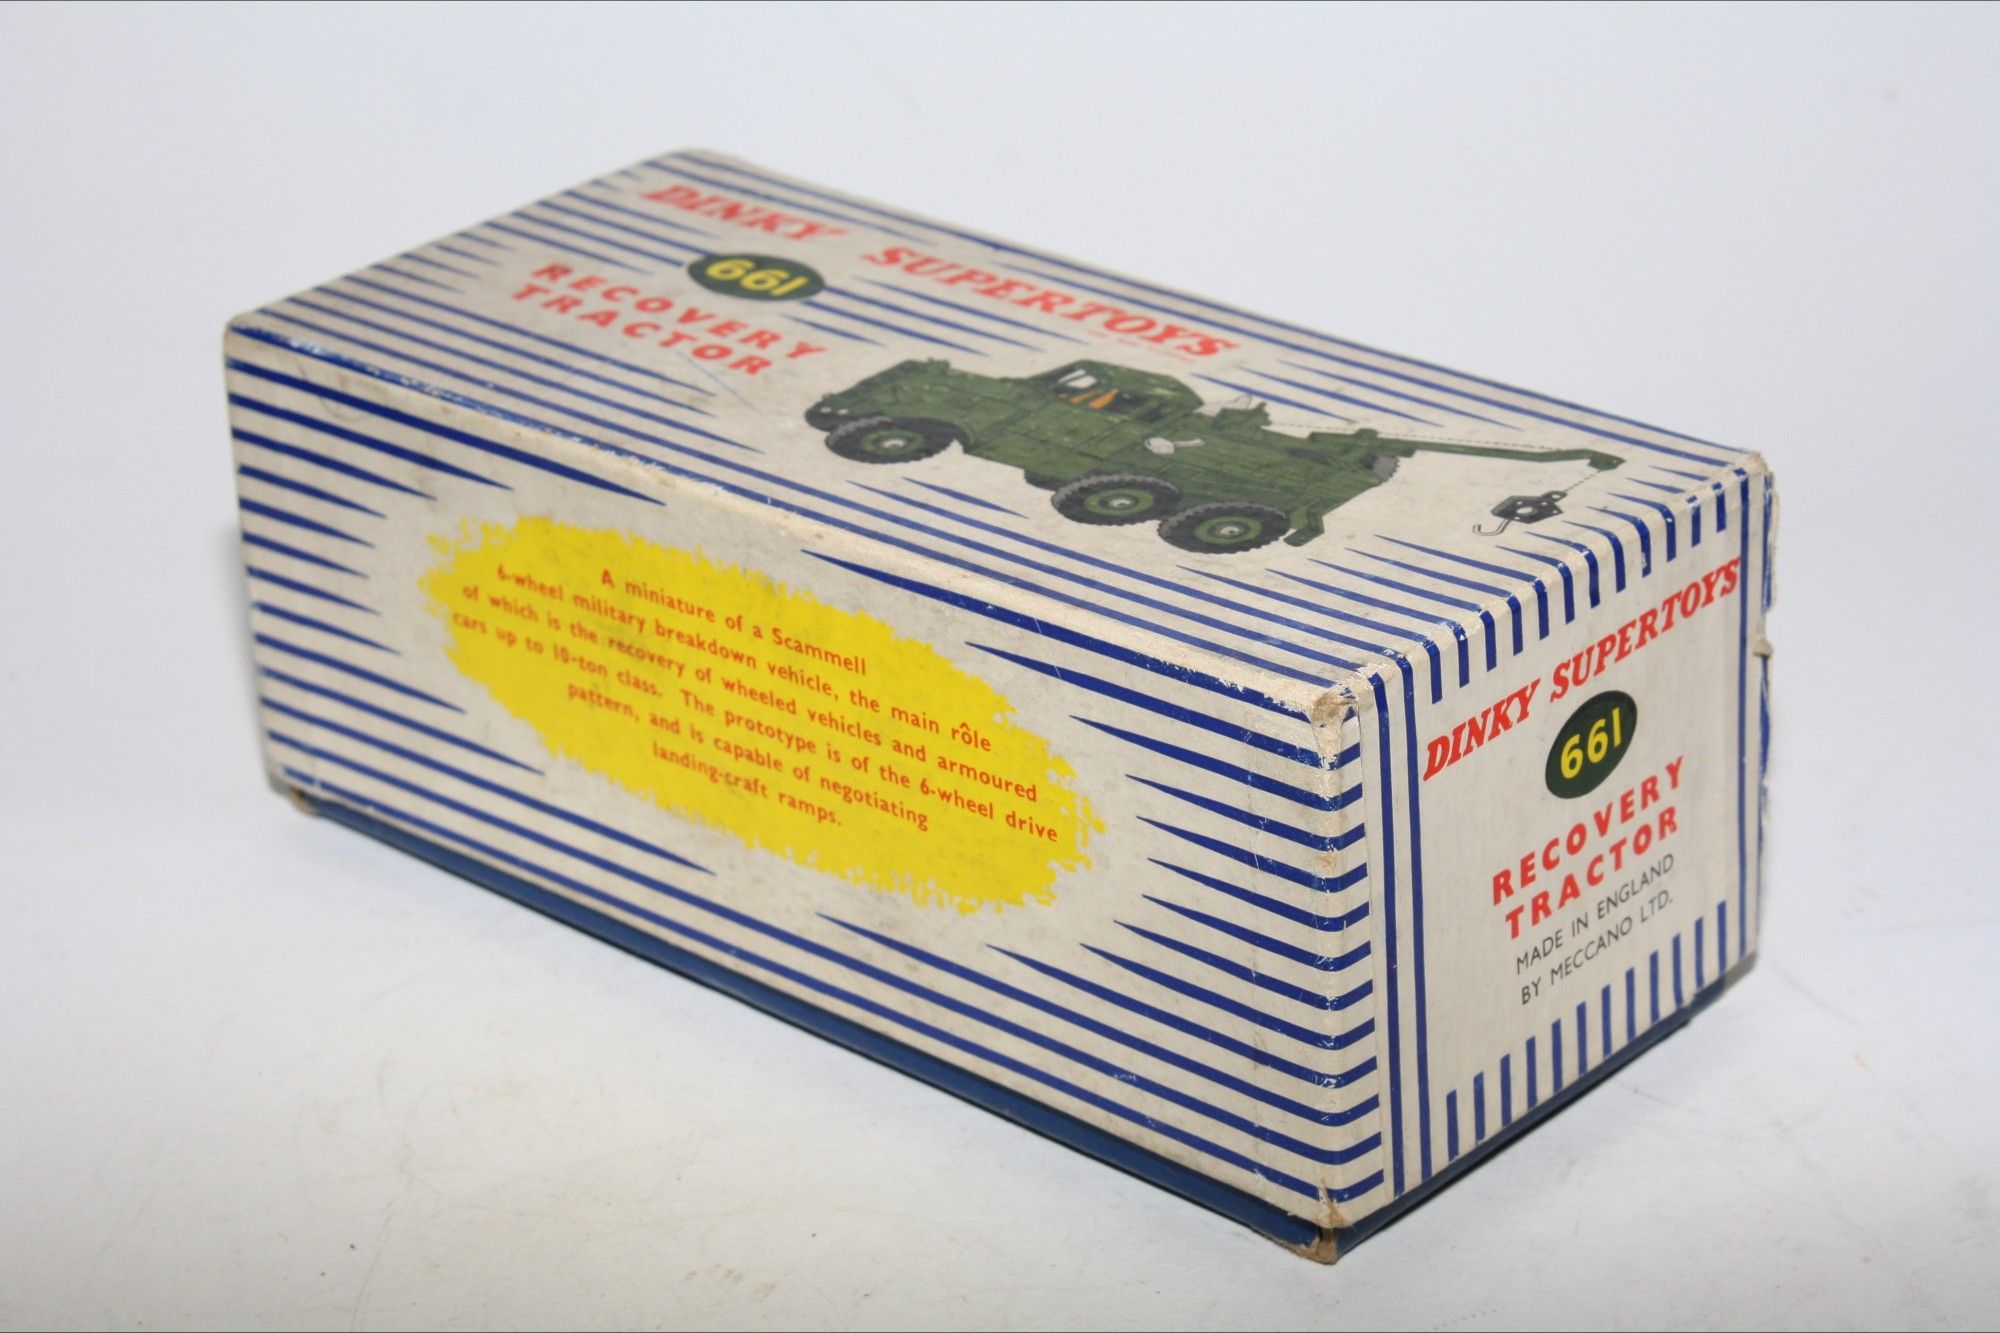 DINKY SUPERTOYS
661
RECOVERY
TRACTOR
A miniature of a Scammell
6-wheel military breakdown vehicle, the main rôle
of which is the recovery of wheeled vehicles and armoured
cars up to 10-ton class. The prototype is of the 6-wheel drive
pattern, and is capable of negotiating
landing-craft ramps.
DINKY SUPERTOYS
661
RECOVERY
TRACTOR
MADE IN ENGLAND
BY MECCANO LTD.